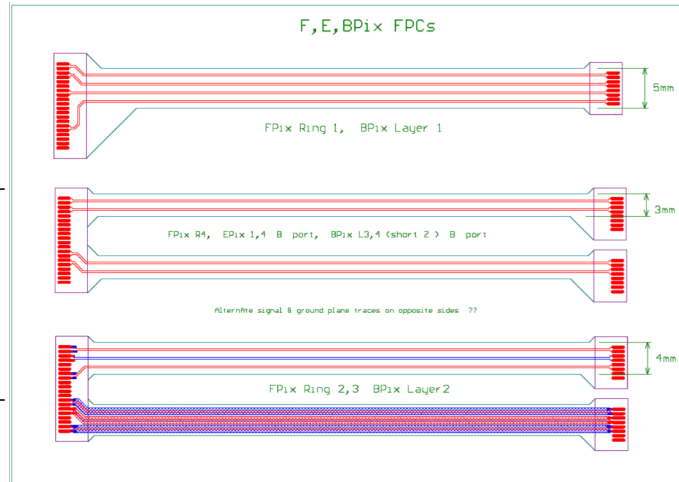 F,E,BPix FPCs
5mm
FPix Ring 1, BPix Layer 1
3mm
FPix R4, EPix 1,4 B port, BPix L3,4 (short Z ) B port
AlternAte signal & ground plane traces on opposite sides ??
4mm
FPix Ring 2,3 BPix Layer2